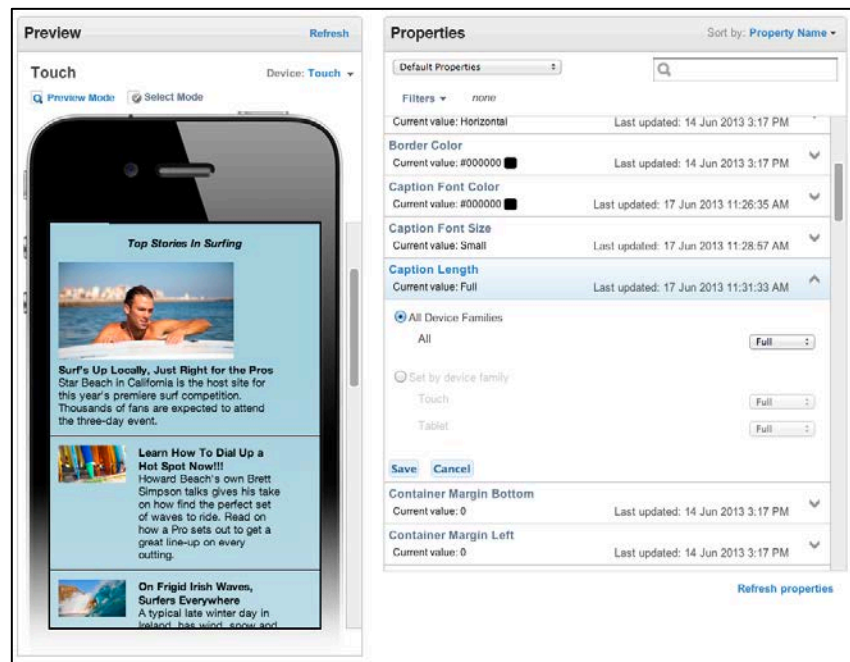 Preview
Refresh
Touch
Device: Touch
Preview Mode
Select Mode
Top Stories In Surfing
Surf's Up Locally, Just Right for the Pros
Star Beach in California is the host site for
this year's premiere surf competition.
Thousands of fans are expected to attend
the three-day event.
Learn How To Dial Up a
Hot Spot Now!!!
Howard Beach's own Brett
Simpson talks gives his take
on how find the perfect set
of waves to ride. Read on
how a Pro sets out to get a
great line-up on every
outting.
On Frigid Irish Waves,
Surfers Everywhere
A typical late winter day in
Ireland, has wind, snow and
Properties
Sort by: Property Name
Default Properties
Filters
none
Current value: Horizontal
Last updated: 14 Jun 2013 3:17 PM
Border Color
Current value: #000000
Last updated: 14 Jun 2013 3:17 PM
Caption Font Color
Current value: #000000
Last updated: 17 Jun 2013 11:26:35 AM
Caption Font Size
Current value: Small
Last updated: 17 Jun 2013 11:28:57 AM
Caption Length
Current value: Full
Last updated: 17 Jun 2013 11:31:33 AM
All Device Families
All
Full
Set by device family
Touch
Full
Tablet
Full
Save
Cancel
Container Margin Bottom
Current value: 0
Last updated: 14 Jun 2013 3:17 PM
Container Margin Left
Current value: 0
Last updated: 14 Jun 2013 3:17 PM
Refresh properties